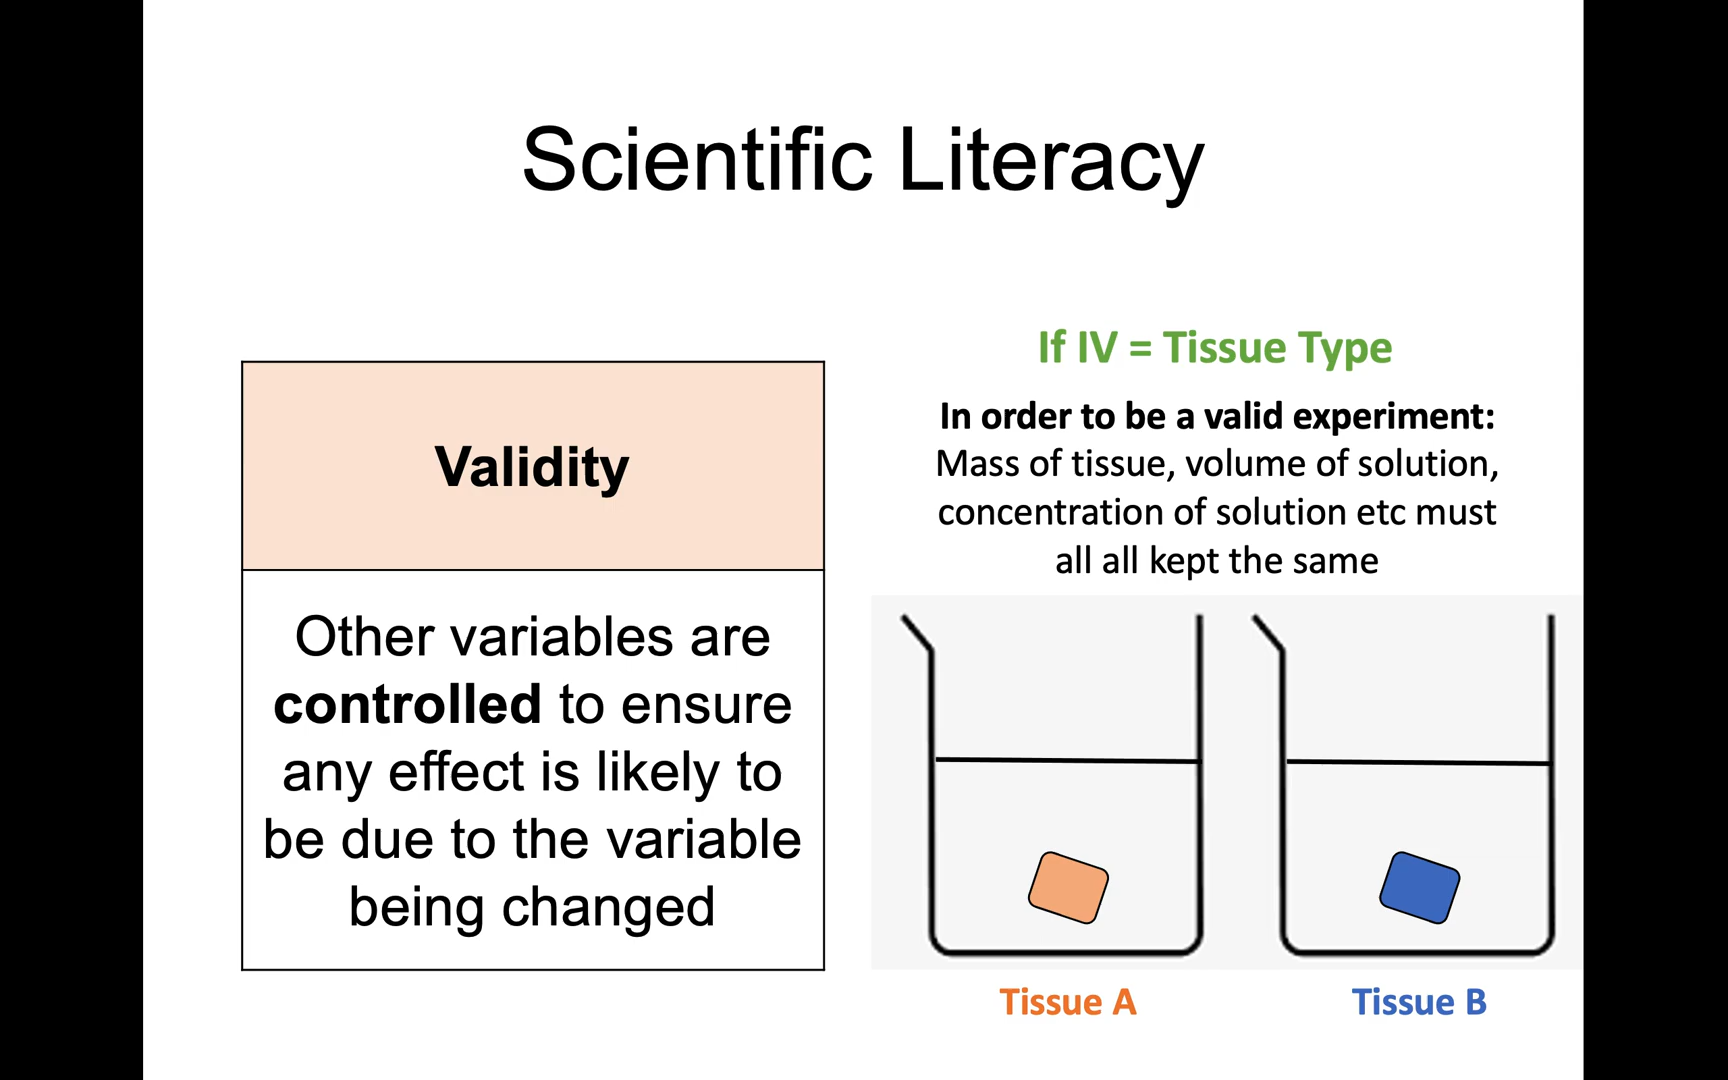 Scientific Literacy
Validity
Other variables are
controlled to ensure
any effect is likely to
be due to the variable
being changed
If IV = Tissue Type
In order to be a valid experiment:
Mass of tissue, volume of solution,
concentration of solution etc must
all all kept the same
Tissue A
Tissue B